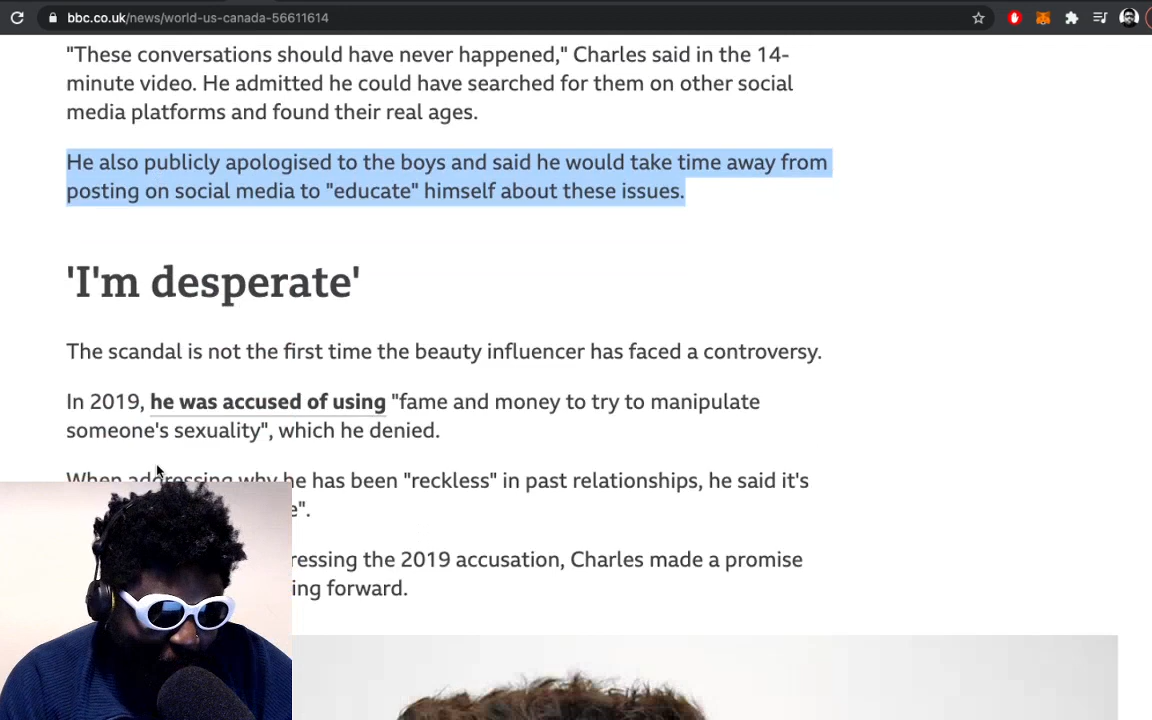 bbc.co.uk/news/world-us-canada-56611614
"These conversations should have never happened," Charles said in the 14-
minute video. He admitted he could have searched for them on other social
media platforms and found their real ages.
He also publicly apologised to the boys and said he would take time away from
posting on social media to "educate" himself about these issues.
'I'm desperate'
The scandal is not the first time the beauty influencer has faced a controversy.
In 2019, he was accused of using "fame and money to try to manipulate
someone's sexuality", which he denied.
When addressing why he has been "reckless" in past relationships, he said it's
e".
ressing the 2019 accusation, Charles made a promise
ing forward.